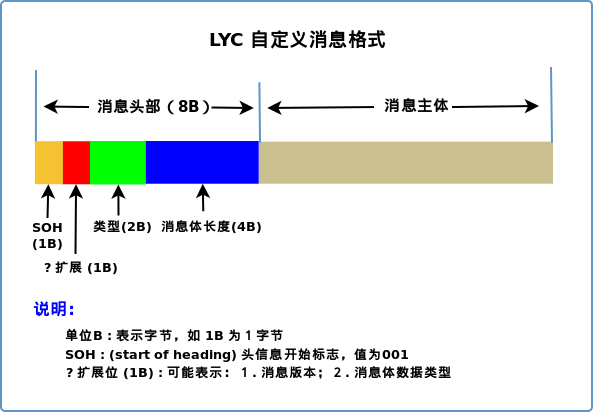 LYC 自定义消息格式
消息头部（8B） 消息主体
SOH
(1B)
类型(2B) 消息体长度(4B)
? 扩展 (1B)
说明:
单位B : 表示字节，如 1B 为 1 字节
SOH : (start of heading) 头信息开始标志，值为001
? 扩展位 (1B) : 可能表示： 1 . 消息版本； 2 . 消息体数据类型